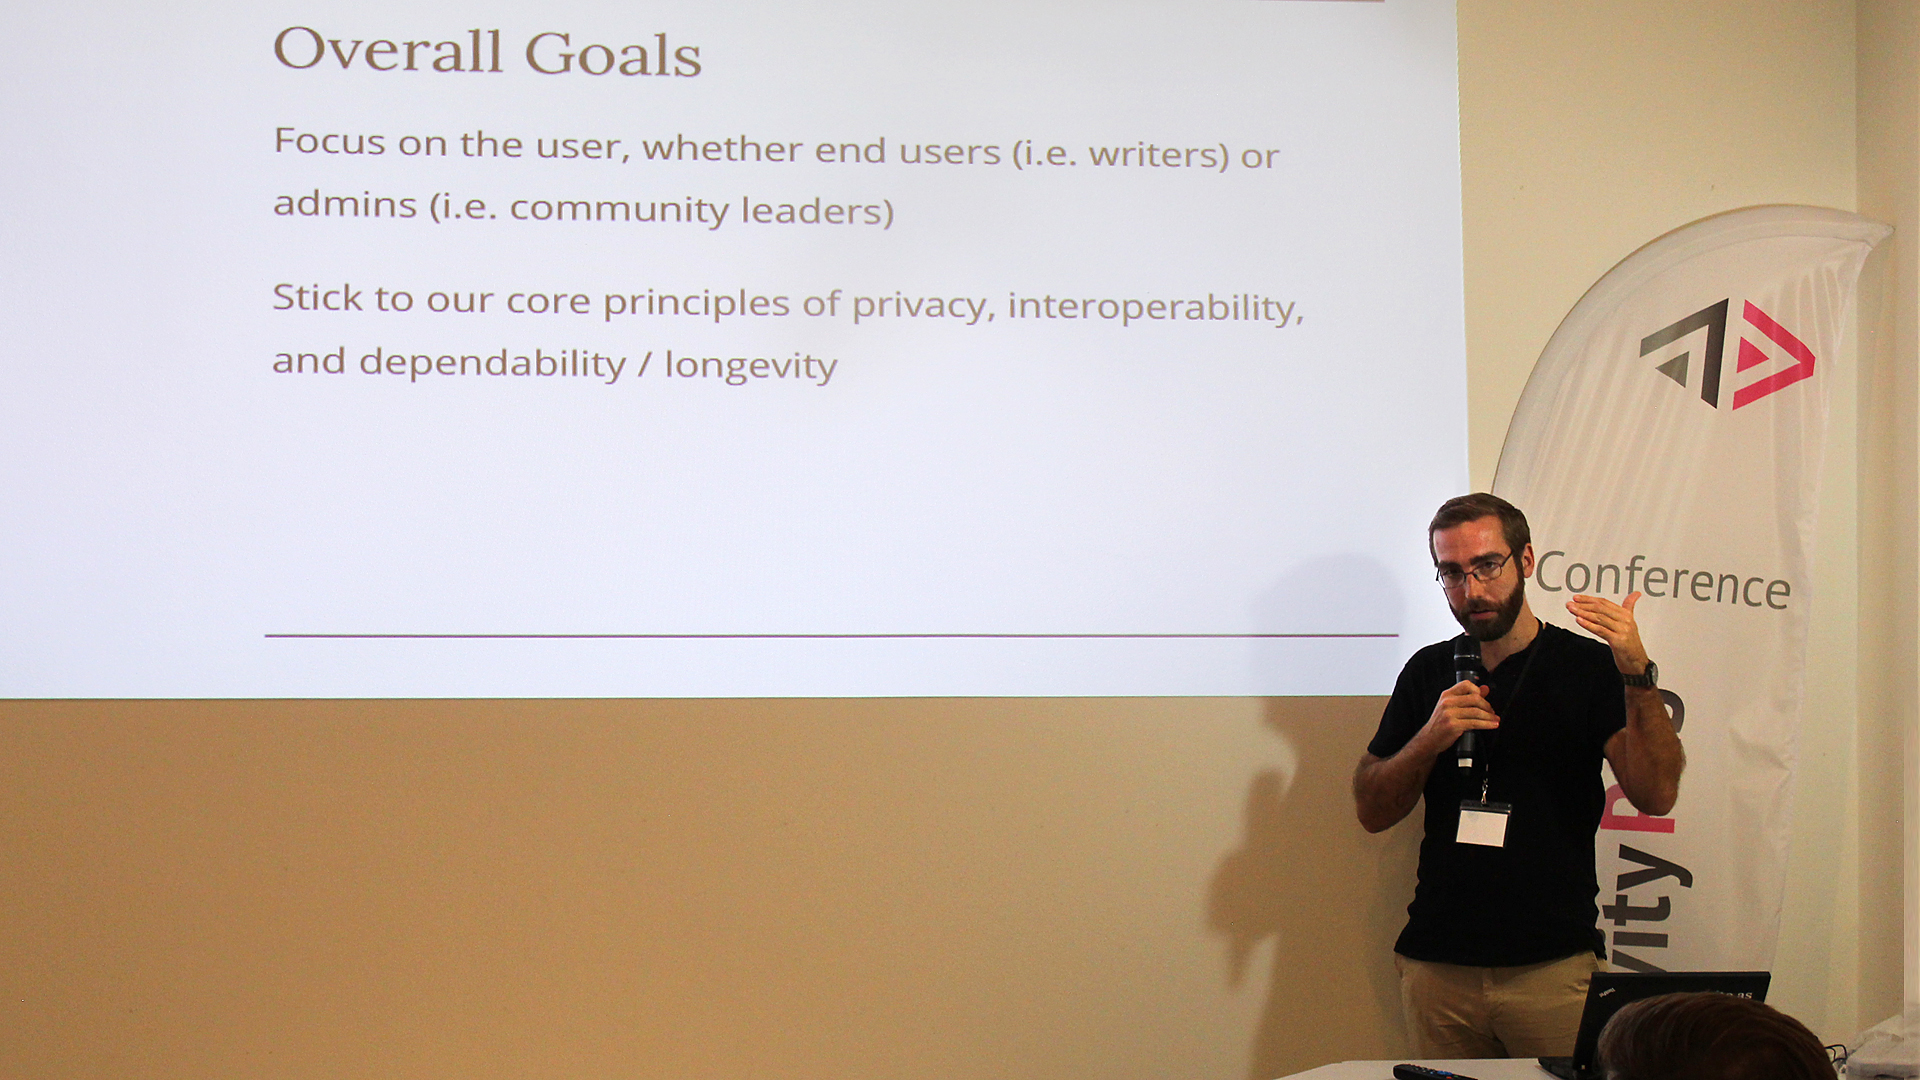 Overall Goals
Focus on the user, whether end users (i.e. writers) or
admins (i.e. community leaders)
Stick to our core principles of privacy, interoperability,
and dependability / longevity
Conference